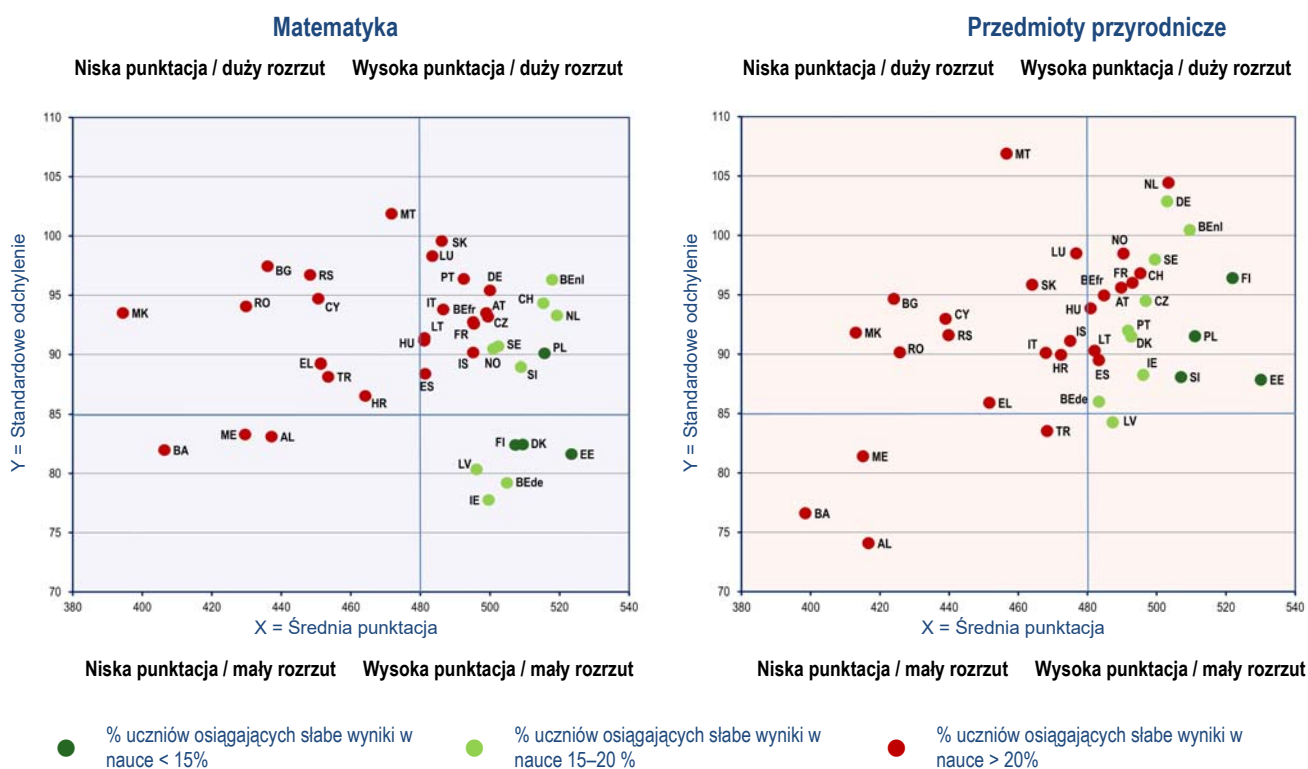 Matematyka
Niska punktacja / duży rozrzut Wysoka punktacja / duży rozrzut
110
105
100
95
90
85
80
75
70
Y = Standardowe odchylenie
MT
SK
LU
BG
RS
PT
DE
BEnl
RO
CY
IT
BEfr
AT
CH
NL
MK
LT
FR
CZ
HU
SE
PL
IS
NO
EL
TR
ES
SI
HR
ME
AL
BA
FI
DK
EE
LV
BEde
IE
380 400 420 440 460 480 500 520 540
X = Średnia punktacja
Niska punktacja / mały rozrzut Wysoka punktacja / mały rozrzut
Przedmioty przyrodnicze
Niska punktacja / duży rozrzut Wysoka punktacja / duży rozrzut
110
105
100
95
90
85
80
75
70
Y = Standardowe odchylenie
MT
NL
DE
BEnl
LU
NO
SE
SK
BEfr
FR
CH
FI
BG
AT
CZ
HU
CY
MK
RS
IS
PT
PL
RO
IT
LT
DK
HR
ES
IE
SI
EE
EL
BEde
TR
LV
ME
BA
AL
380 400 420 440 460 480 500 520 540
X = Średnia punktacja
Niska punktacja / mały rozrzut Wysoka punktacja / mały rozrzut
% uczniów osiągających słabe wyniki w
nauce < 15%
% uczniów osiągających słabe wyniki w
nauce 15–20 %
% uczniów osiągających słabe wyniki w
nauce > 20%